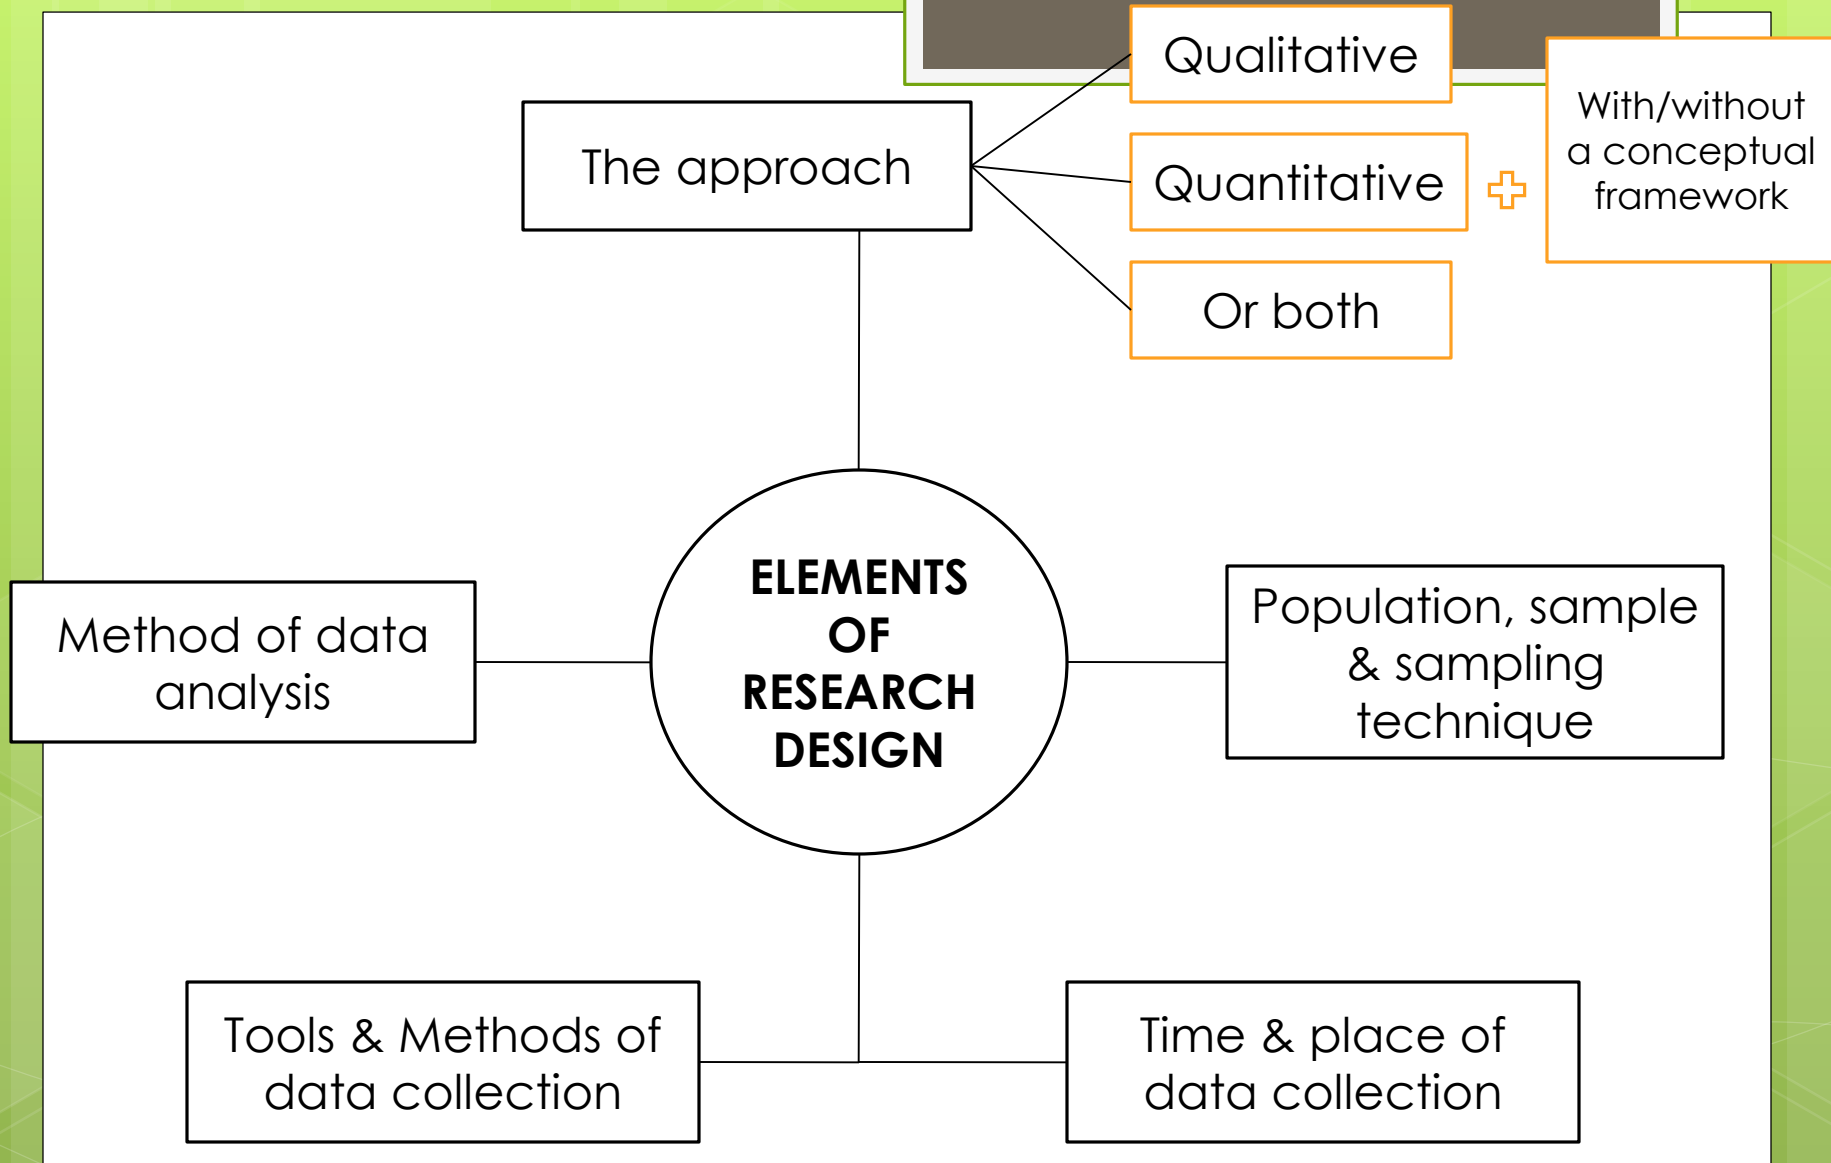 Qualitative
The approach
Quantitative
Or both
With/without
a conceptual
framework
ELEMENTS
OF
RESEARCH
DESIGN
Method of data
analysis
Population, sample
& sampling
technique
Tools & Methods of
data collection
Time & place of
data collection